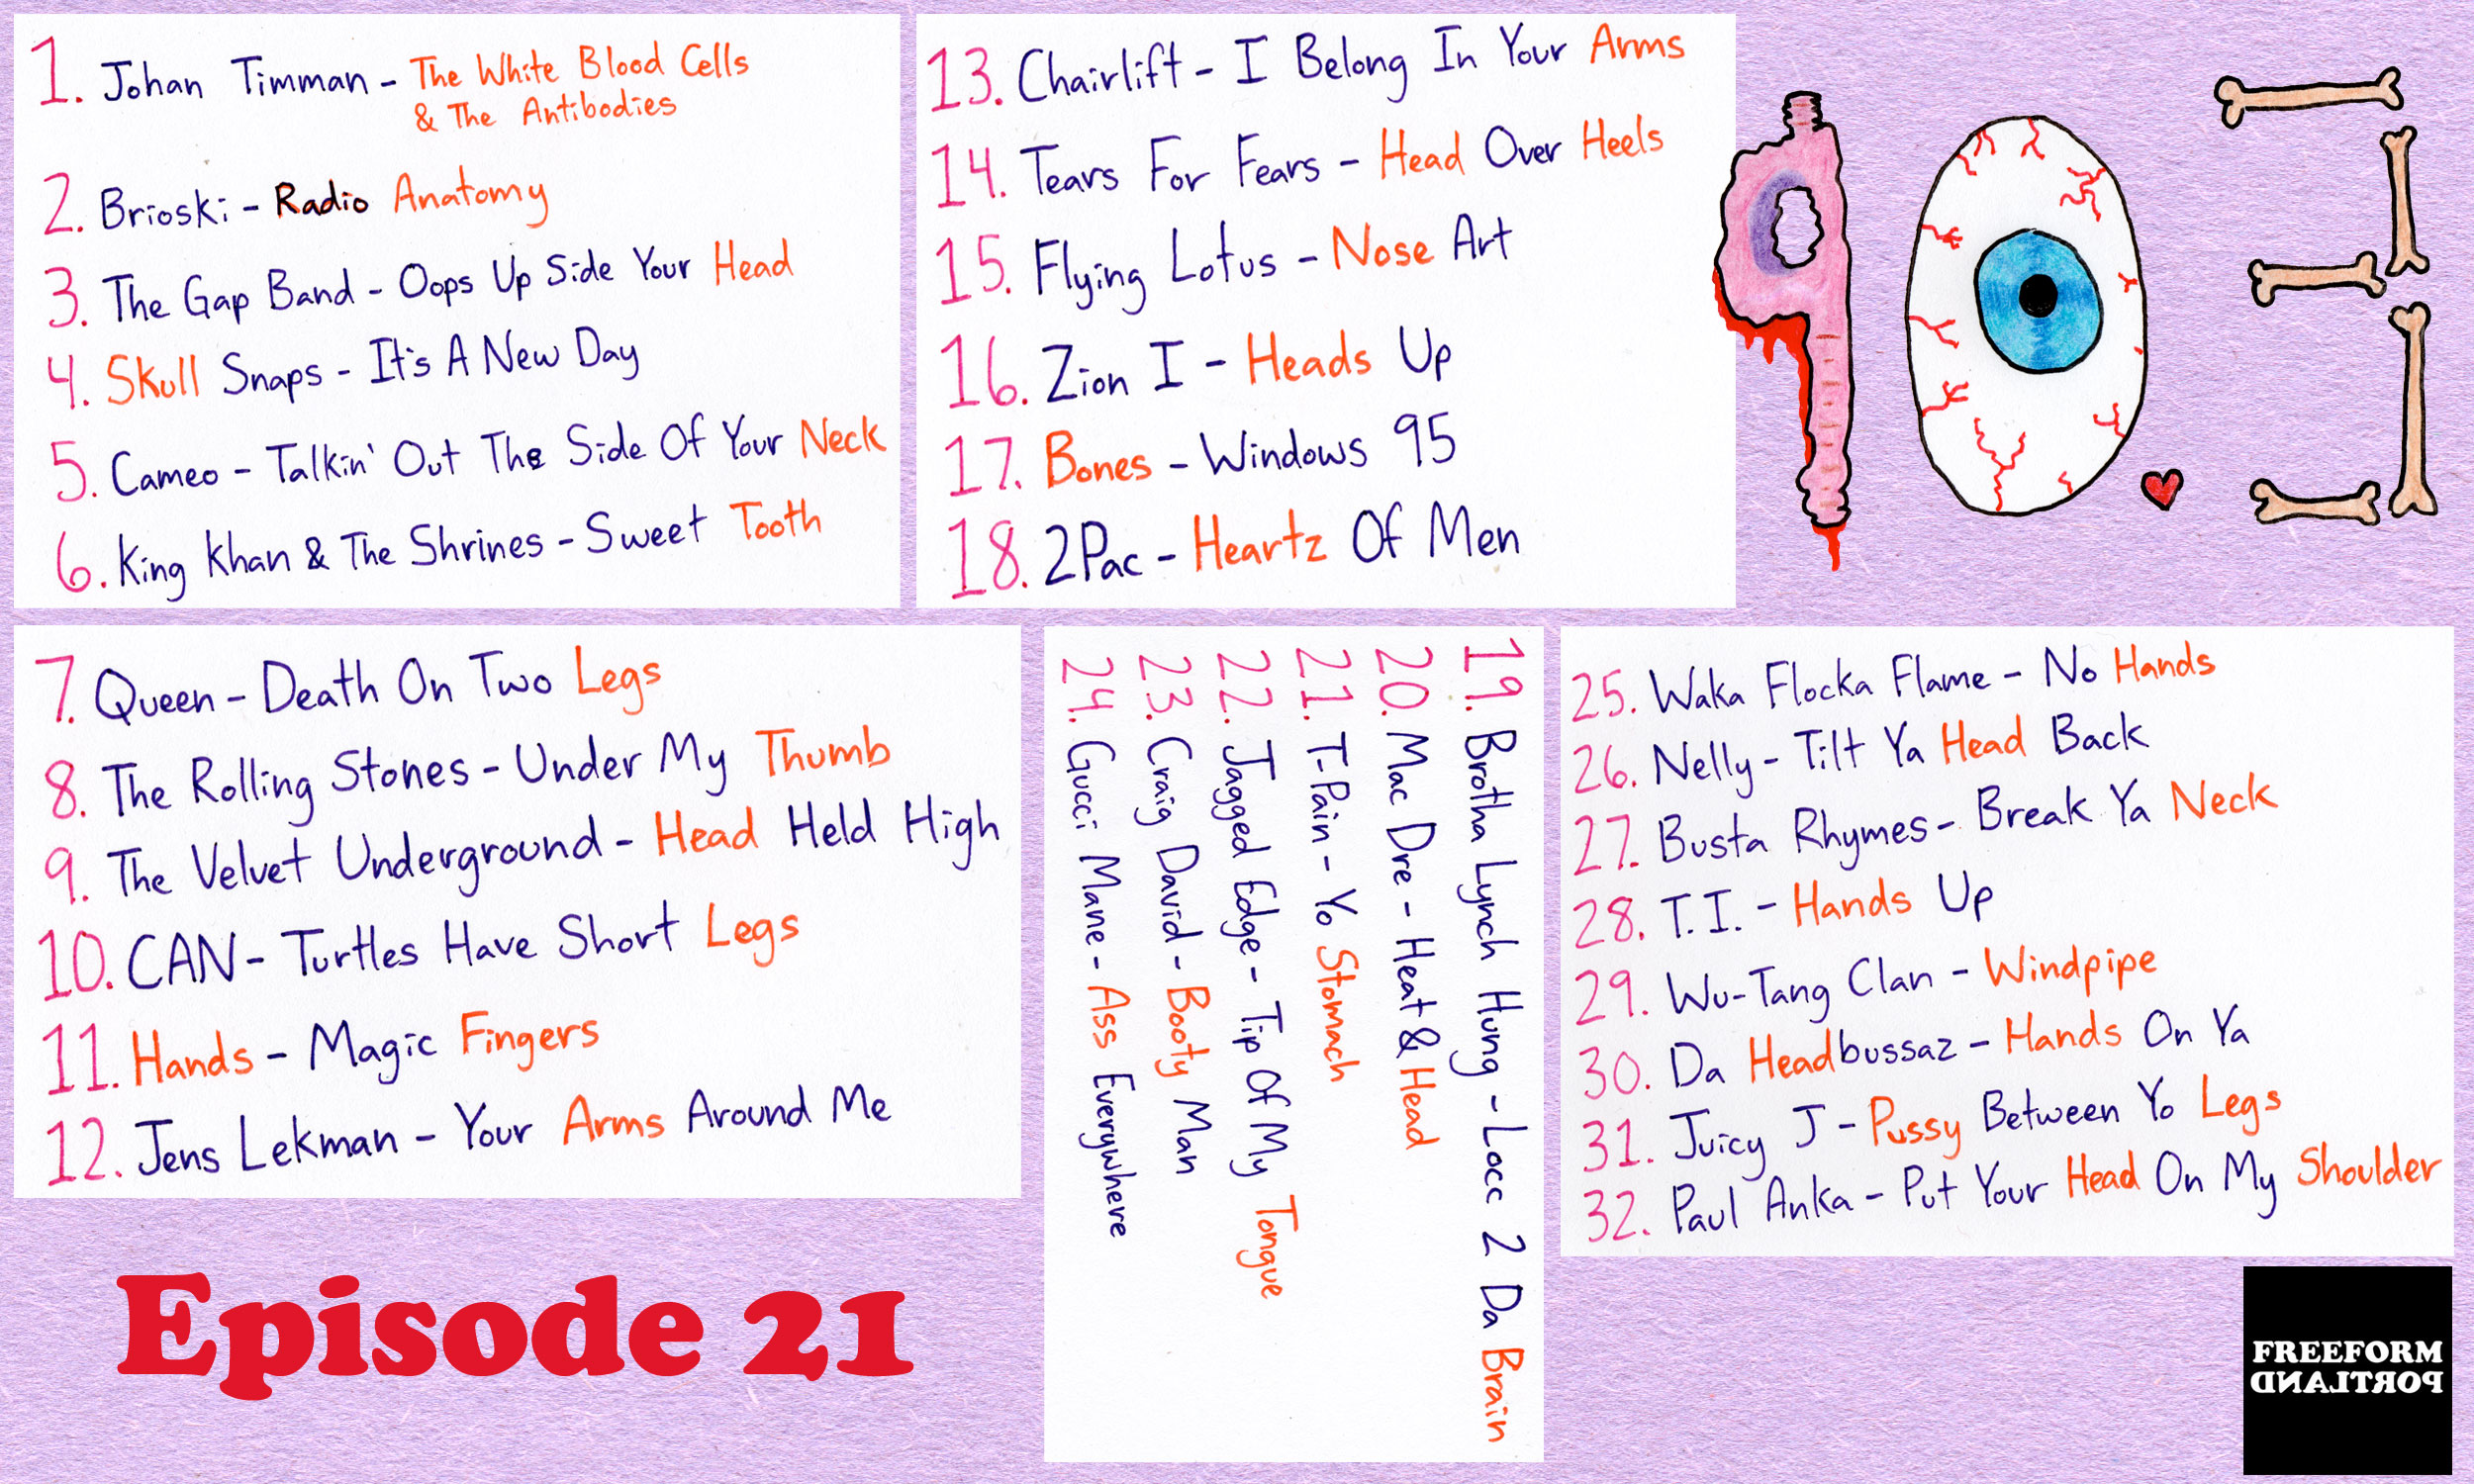 1. Johan Timman - The White Blood Cells
& The Antibodies
2. Brioski - Radio Anatomy
3. The Gap Band - Oops Up Side Your Head
4. Skull Snaps - It's A New Day
5. Cameo - Talkin' Out The Side Of Your Neck
6. King Khan & The Shrines - Sweet Tooth
13. Chairlift - I Belong In Your Arms
14. Tears For Fears - Head Over Heels
15. Flying Lotus - Nose Art
16. Zion I - Heads Up
17. Bones - Windows 95
18. 2Pac - Heartz Of Men
90.3
7. Queen - Death On Two Legs
8. The Rolling Stones - Under My Thumb
9. The Velvet Underground - Head Held High
10. CAN - Turtles Have Short Legs
11. Hands - Magic Fingers
12. Jens Lekman - Your Arms Around Me
19. Brotha Lynch Hung - Locc 2 Da Brain
20. Mac Dre - Heat & Head
21. T-Pain - Yo Stomach
22. Jagged Edge - Tip Of My Tongue
23. Craig David - Booty Man
24. Gucci Mane - Ass Everywhere
25. Waka Flocka Flame - No Hands
26. Nelly - Tilt Ya Head Back
27. Busta Rhymes - Break Ya Neck
28. T.I. - Hands Up
29. Wu-Tang Clan - Windpipe
30. Da Headbussaz - Hands On Ya
31. Juicy J - Pussy Between Yo Legs
32. Paul Anka - Put Your Head On My Shoulder
Episode 21
FREEFORM
PORTLAND